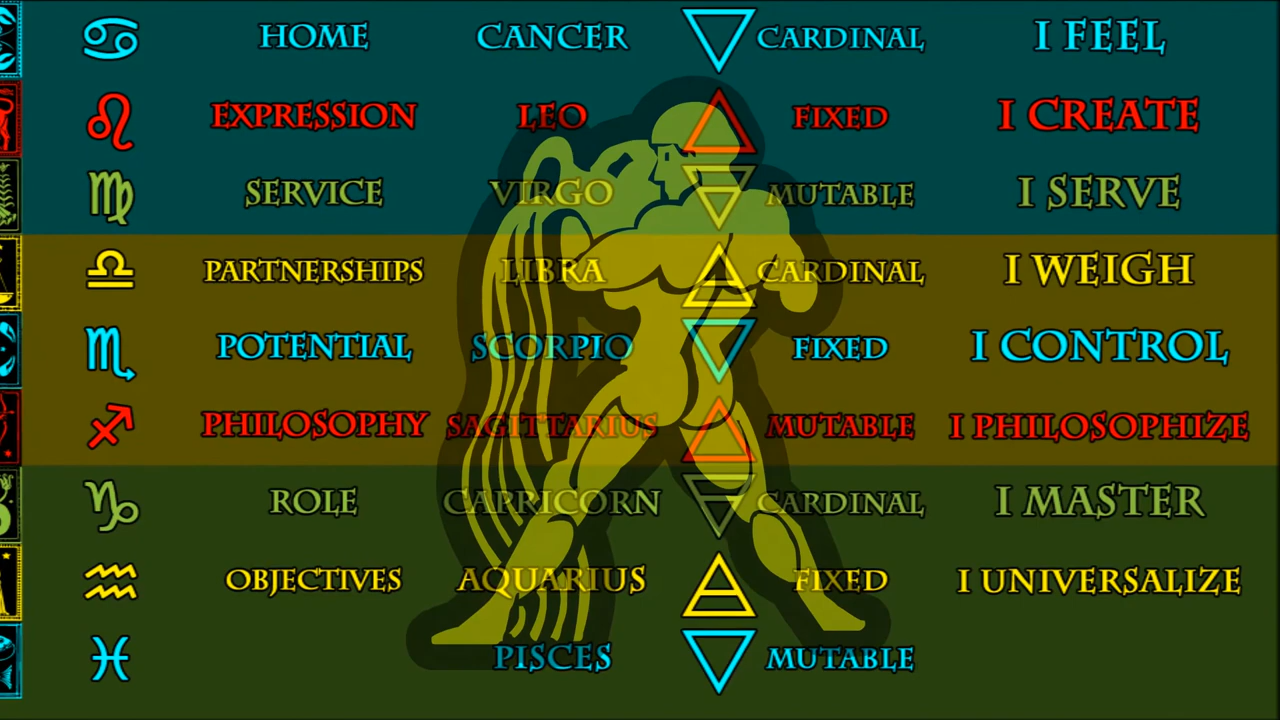 ♋ HOME CANCER CARDINAL I FEEL
♌ EXPRESSION LEO FIXED I CREATE
♍ SERVICE VIRGO MUTABLE I SERVE
♎ PARTNERSHIPS LIBRA CARDINAL I WEIGH
♏ POTENTIAL SCORPIO FIXED I CONTROL
♐ PHILOSOPHY SAGITTARIUS MUTABLE I PHILOSOPHIZE
♑ ROLE CAPRICORN CARDINAL I MASTER
♒ OBJECTIVES AQUARIUS FIXED I UNIVERSALIZE
♓ PISCES MUTABLE